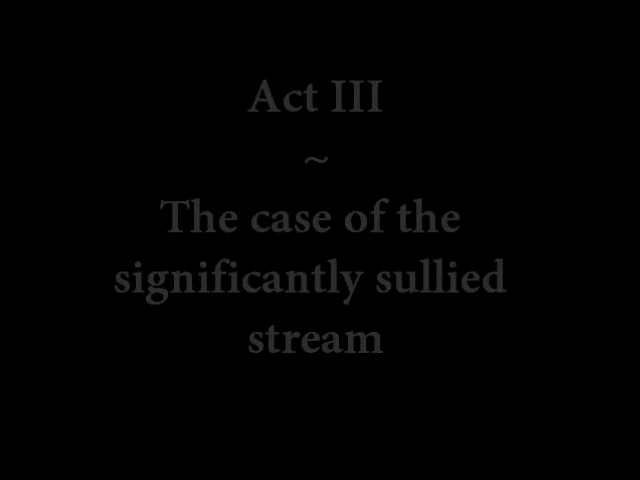 Act III
~
The case of the
significantly sullied
stream